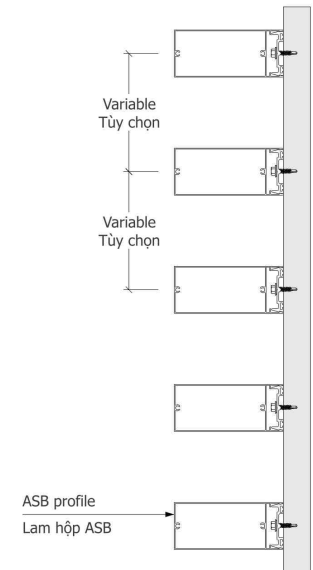 Variable
Tùy chọn
Variable
Tùy chọn
ASB profile
Lam hộp ASB